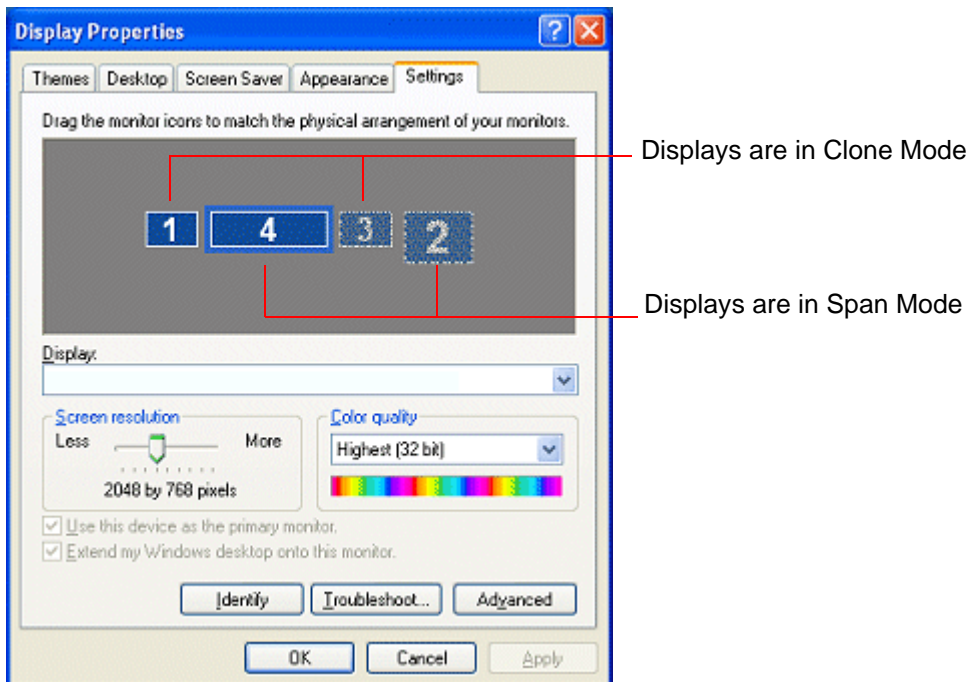 Display Properties
Themes Desktop Screen Saver Appearance Settings
Drag the monitor icons to match the physical arrangement of your monitors.
Displays are in Clone Mode
1 4 3 2
Displays are in Span Mode
Display:
Screen resolution
Less More
2048 by 768 pixels
Color quality
Highest (32 bit)
Use this device as the primary monitor.
Extend my Windows desktop onto this monitor.
Identify Troubleshoot... Advanced
OK Cancel Apply